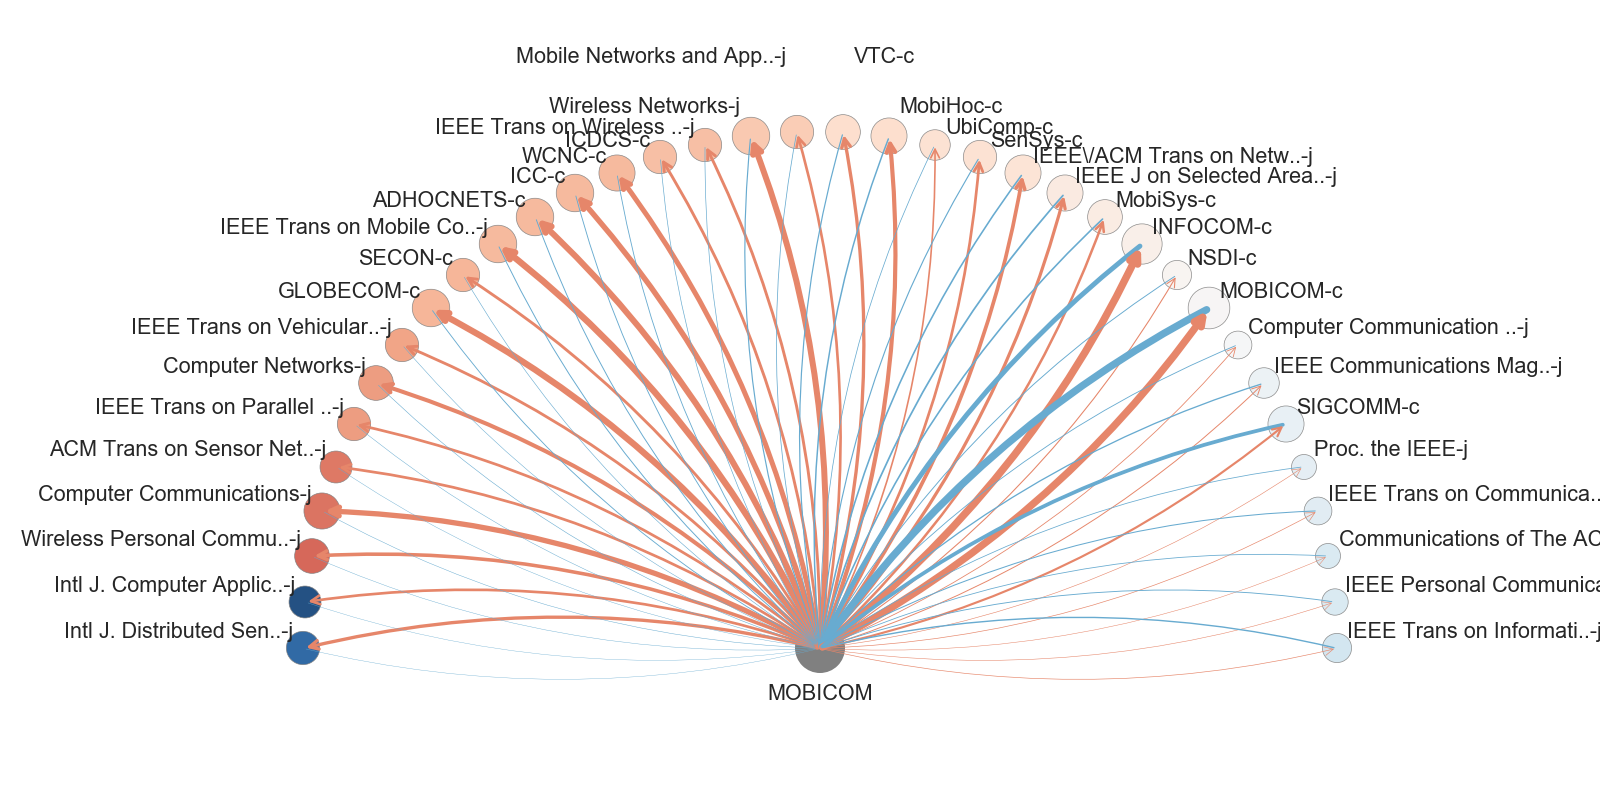 Mobile Networks and App..-j
VTC-c
Wireless Networks-j
MobiHoc-c
IEEE Trans on Wireless ..-j
UbiComp-c
ICDCS-c
SenSys-c
WCNC-c
IEEE\/ACM Trans on Netw..-j
ICC-c
IEEE J on Selected Area..-j
ADHOCNETS-c
MobiSys-c
IEEE Trans on Mobile Co..-j
INFOCOM-c
SECON-c
NSDI-c
GLOBECOM-c
MOBICOM-c
IEEE Trans on Vehicular..-j
Computer Communication ..-j
Computer Networks-j
IEEE Communications Mag..-j
IEEE Trans on Parallel ..-j
SIGCOMM-c
ACM Trans on Sensor Net..-j
Proc. the IEEE-j
Computer Communications-j
IEEE Trans on Communica..
Wireless Personal Commu..-j
Communications of The AC
Intl J. Computer Applic..-j
IEEE Personal Communica
Intl J. Distributed Sen..-j
IEEE Trans on Informati..-j
MOBICOM